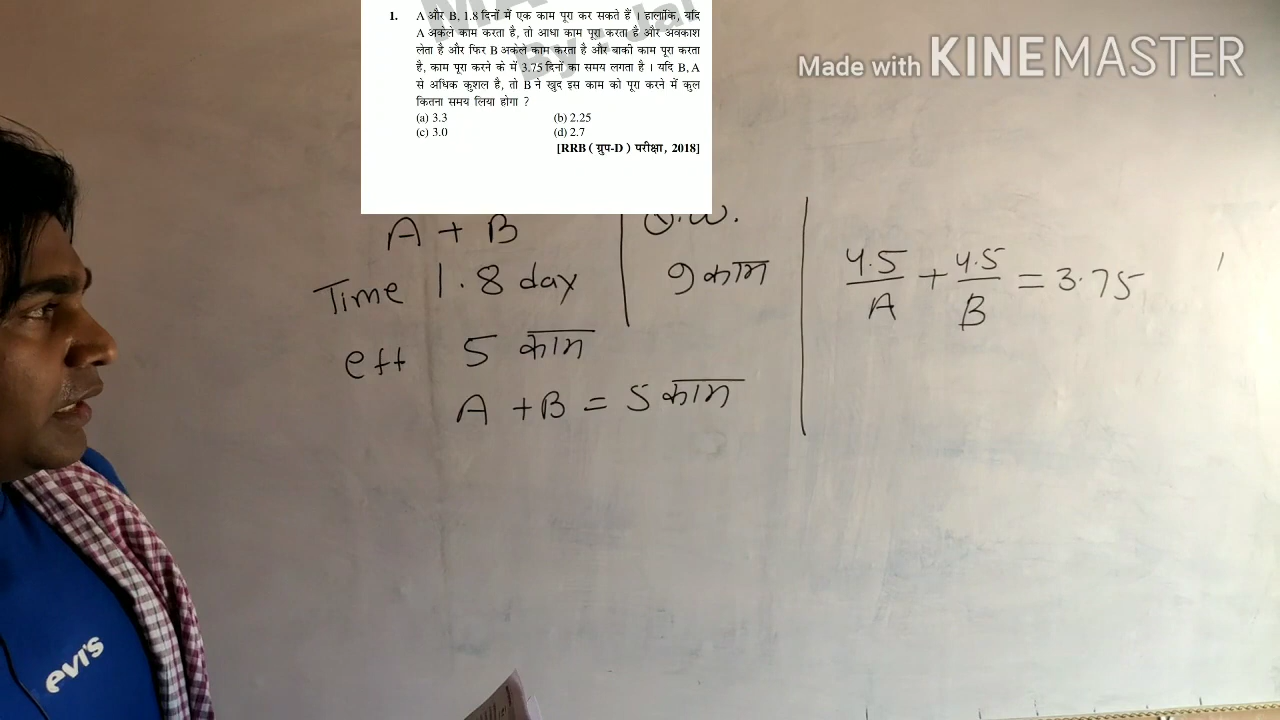 Made with KINEMASTER
1. A और B, 1.8 दिनों में एक काम पूरा कर सकते हैं । हालांकि, यदि
A अकेले काम करता है, तो आधा काम पूरा करता है और अवकाश
लेता है और फिर B अकेले काम करता है और बाकी काम पूरा करता
है, काम पूरा करने के में 3.75 दिनों का समय लगता है । यदि B, A
से अधिक कुशल है, तो B ने खुद इस काम को पूरा करने में कुल
कितना समय लिया होगा ?
(a) 3.3 (b) 2.25
(c) 3.0 (d) 2.7
[RRB ( ग्रुप-D ) परीक्षा, 2018]
By: Jai
A + B
Time 1.8 day
9 काम
eff 5 काम
A + B = 5 काम
4.5/A + 4.5/B = 3.75
evi's